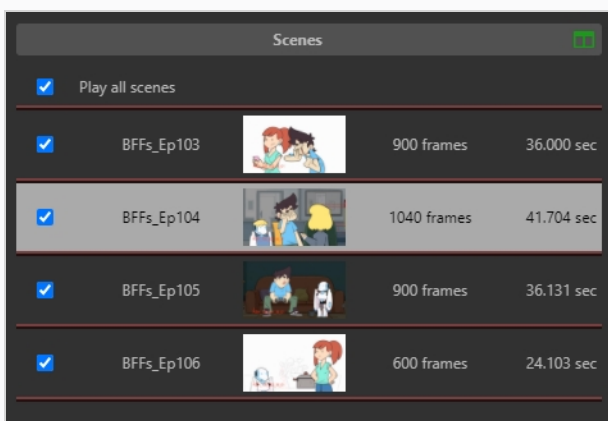 Scenes
Play all scenes
BFFs_Ep103 900 frames 36.000 sec
BFFs_Ep104 1040 frames 41.704 sec
BFFs_Ep105 900 frames 36.131 sec
BFFs_Ep106 600 frames 24.103 sec